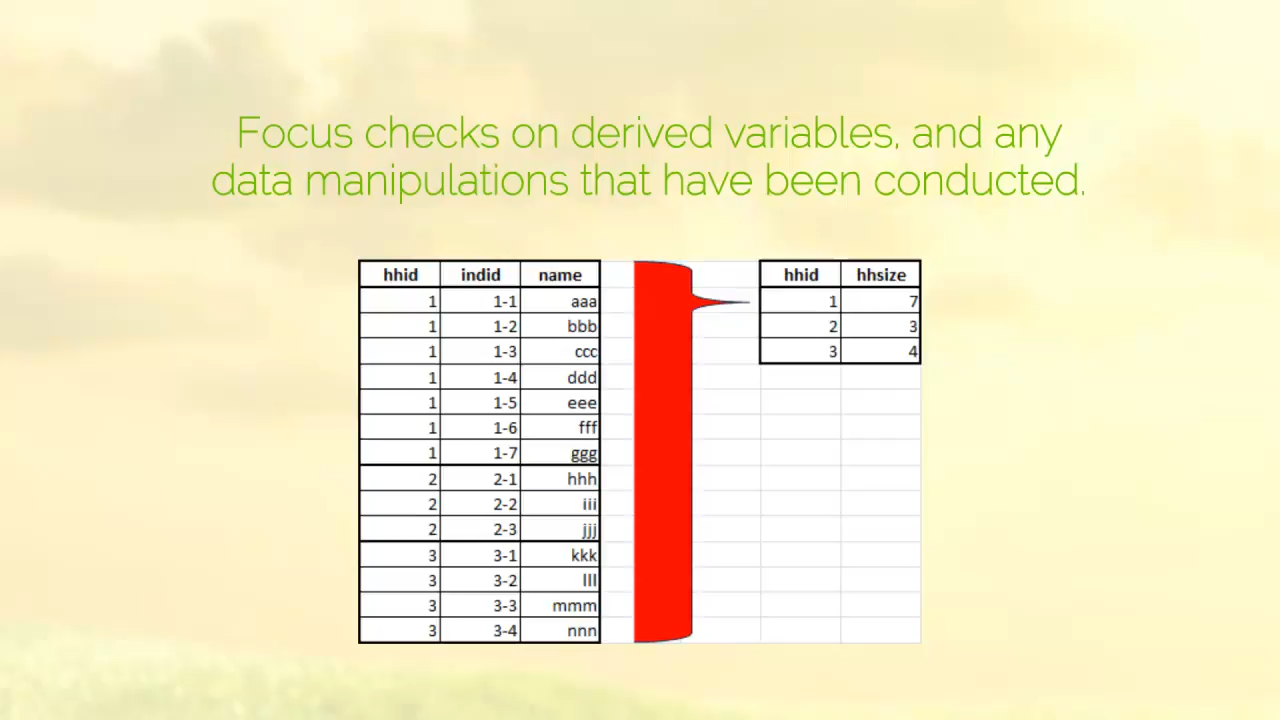 Focus checks on derived variables, and any
data manipulations that have been conducted.
hhid indid name
1 1-1 aaa
1 1-2 bbb
1 1-3 ccc
1 1-4 ddd
1 1-5 eee
1 1-6 fff
1 1-7 ggg
2 2-1 hhh
2 2-2 iii
2 2-3 jjj
3 3-1 kkk
3 3-2 lll
3 3-3 mmm
3 3-4 nnn
hhid hhsize
1 7
2 3
3 4